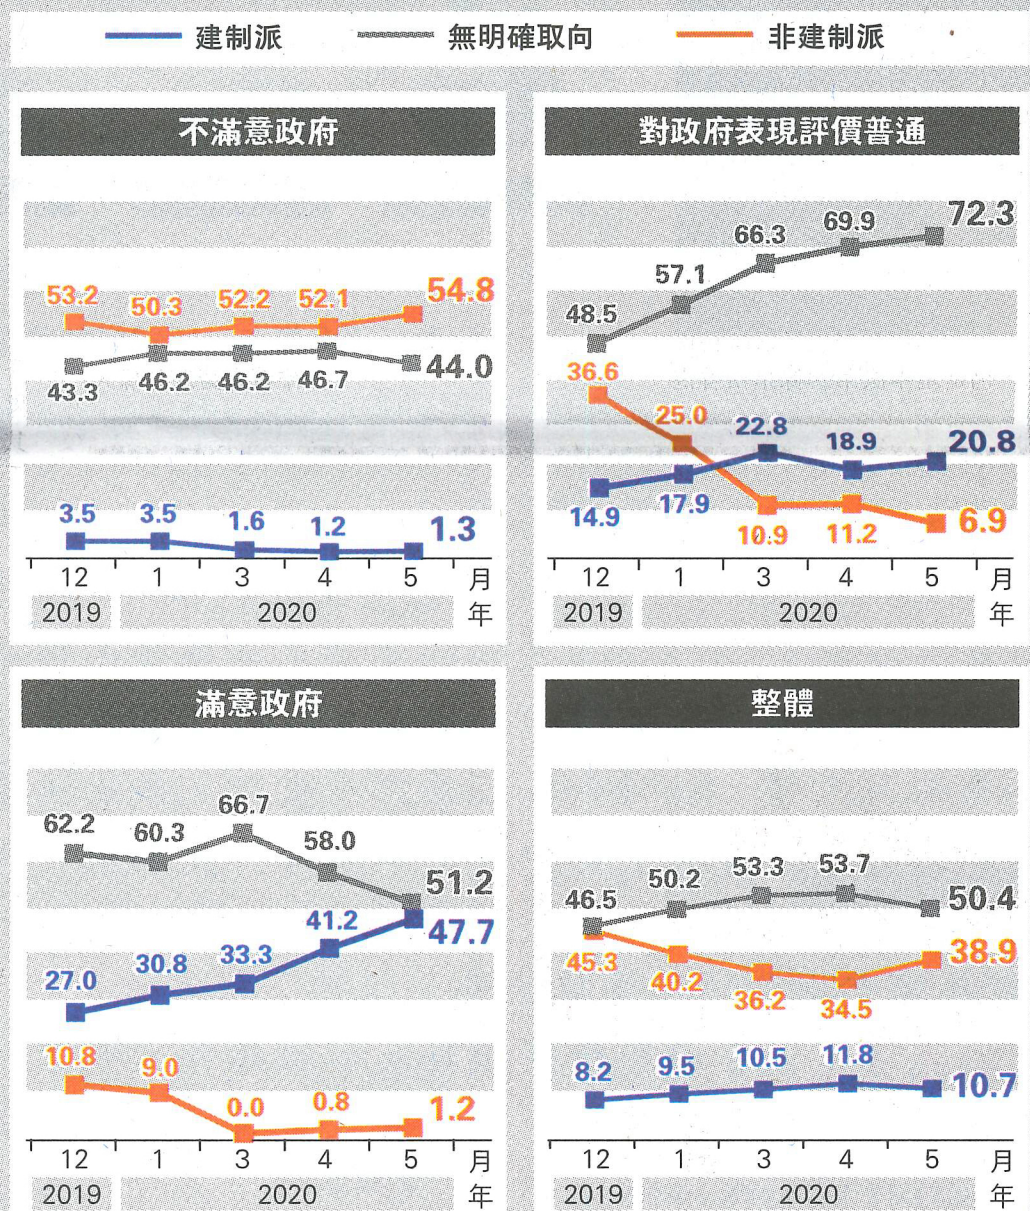 建制派 無明確取向 非建制派
不滿意政府
53.2 50.3 52.2 52.1 54.8
43.3 46.2 46.2 46.7 44.0
3.5 3.5 1.6 1.2 1.3
12 1 3 4 5 月
2019 2020 年
對政府表現評價普通
48.5 57.1 66.3 69.9 72.3
36.6 25.0 10.9 11.2 6.9
14.9 17.9 22.8 18.9 20.8
12 1 3 4 5 月
2019 2020 年
滿意政府
62.2 60.3 66.7 58.0 51.2
27.0 30.8 33.3 41.2 47.7
10.8 9.0 0.0 0.8 1.2
12 1 3 4 5 月
2019 2020 年
整體
46.5 50.2 53.3 53.7 50.4
45.3 40.2 36.2 34.5 38.9
8.2 9.5 10.5 11.8 10.7
12 1 3 4 5 月
2019 2020 年